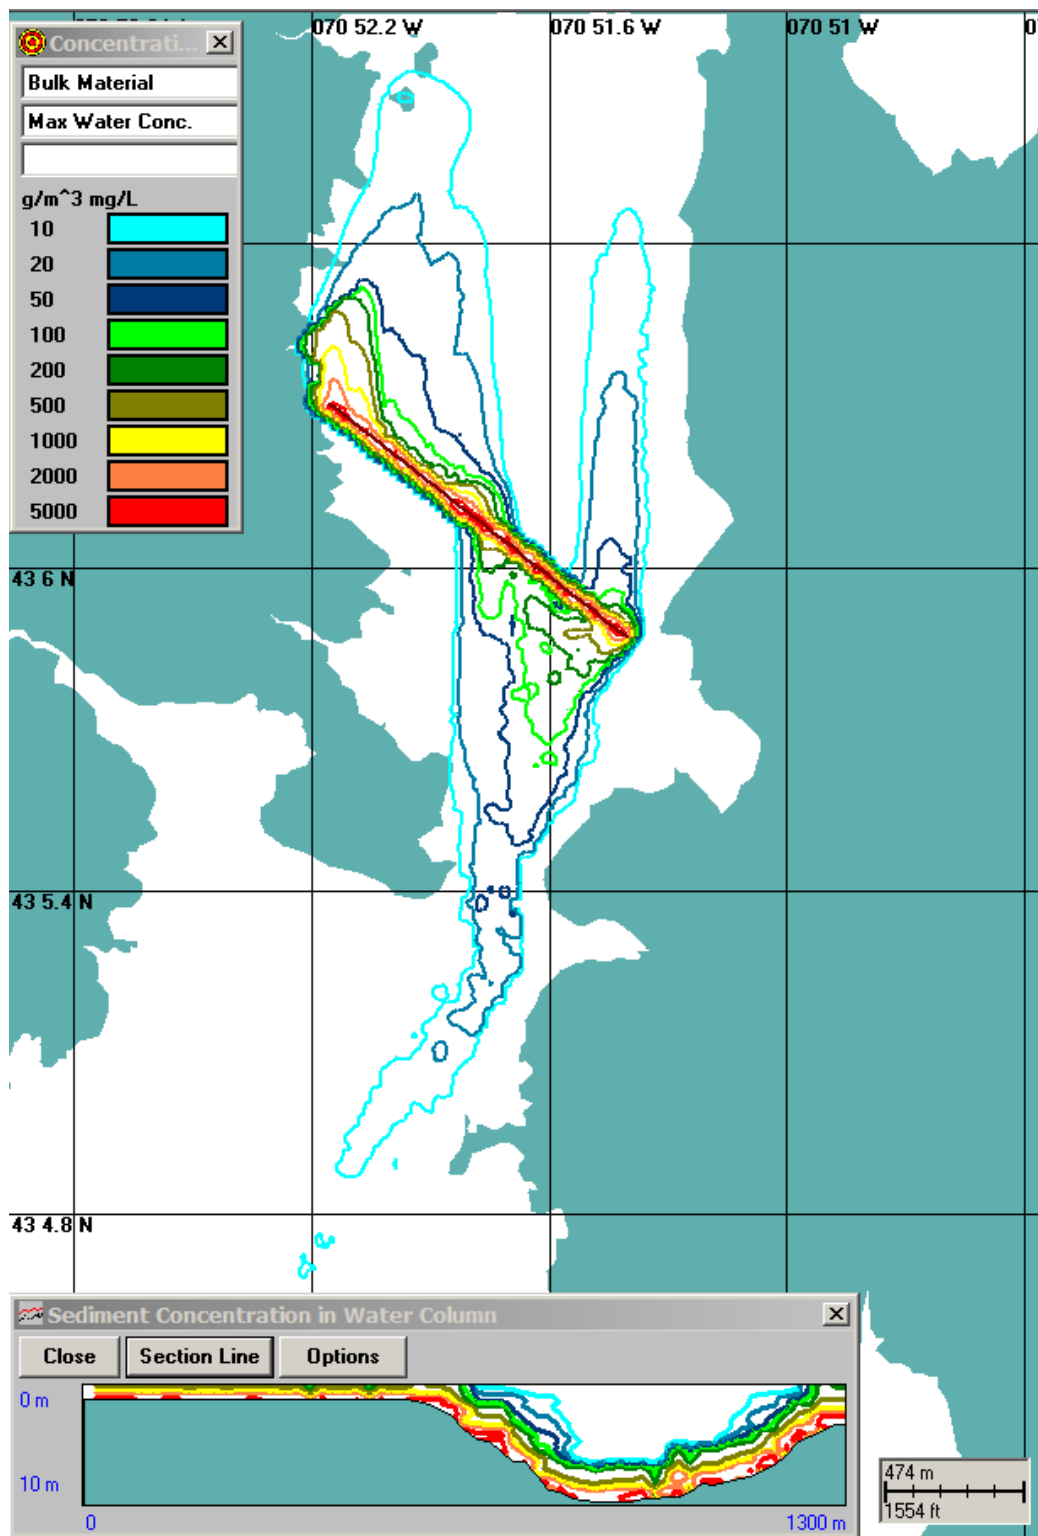 070 52.2 W
070 51.6 W
070 51 W
0
Concentrati...
Bulk Material
Max Water Conc.
g/m^3 mg/L
10
20
50
100
200
500
1000
2000
5000
43 6 N
43 5.4 N
43 4.8 N
Sediment Concentration in Water Column
Close
Section Line
Options
0 m
10 m
0
1300 m
474 m
1554 ft